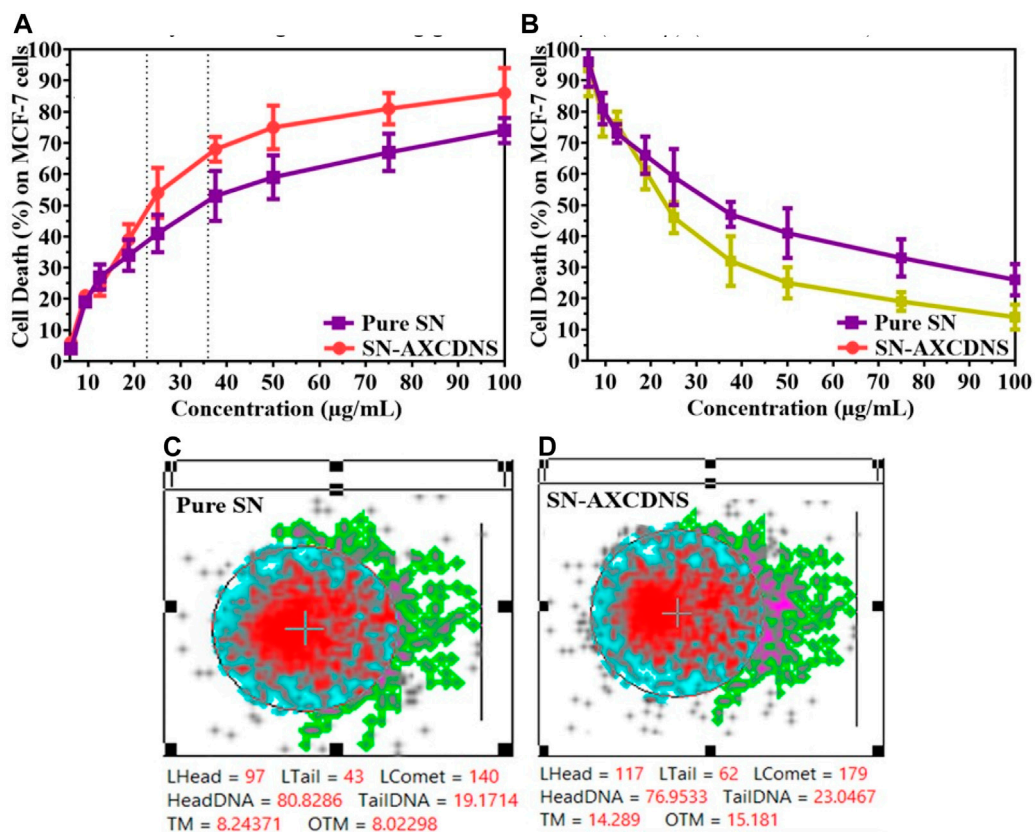 A
B
Cell Death (%) on MCF-7 cells
100
90
80
70
60
50
40
30
20
10
0
Pure SN
SN-AXCDNS
10 20 30 40 50 60 70 80 90 100
Concentration (µg/mL)
Cell Death (%) on MCF-7 cells
100
90
80
70
60
50
40
30
20
10
0
Pure SN
SN-AXCDNS
10 20 30 40 50 60 70 80 90 100
Concentration (µg/mL)
C
Pure SN
LHead = 97 LTail = 43 LComet = 140
HeadDNA = 80.8286 TailDNA = 19.1714
TM = 8.24371 OTM = 8.02298
D
SN-AXCDNS
LHead = 117 LTail = 62 LComet = 179
HeadDNA = 76.9533 TailDNA = 23.0467
TM = 14.289 OTM = 15.181